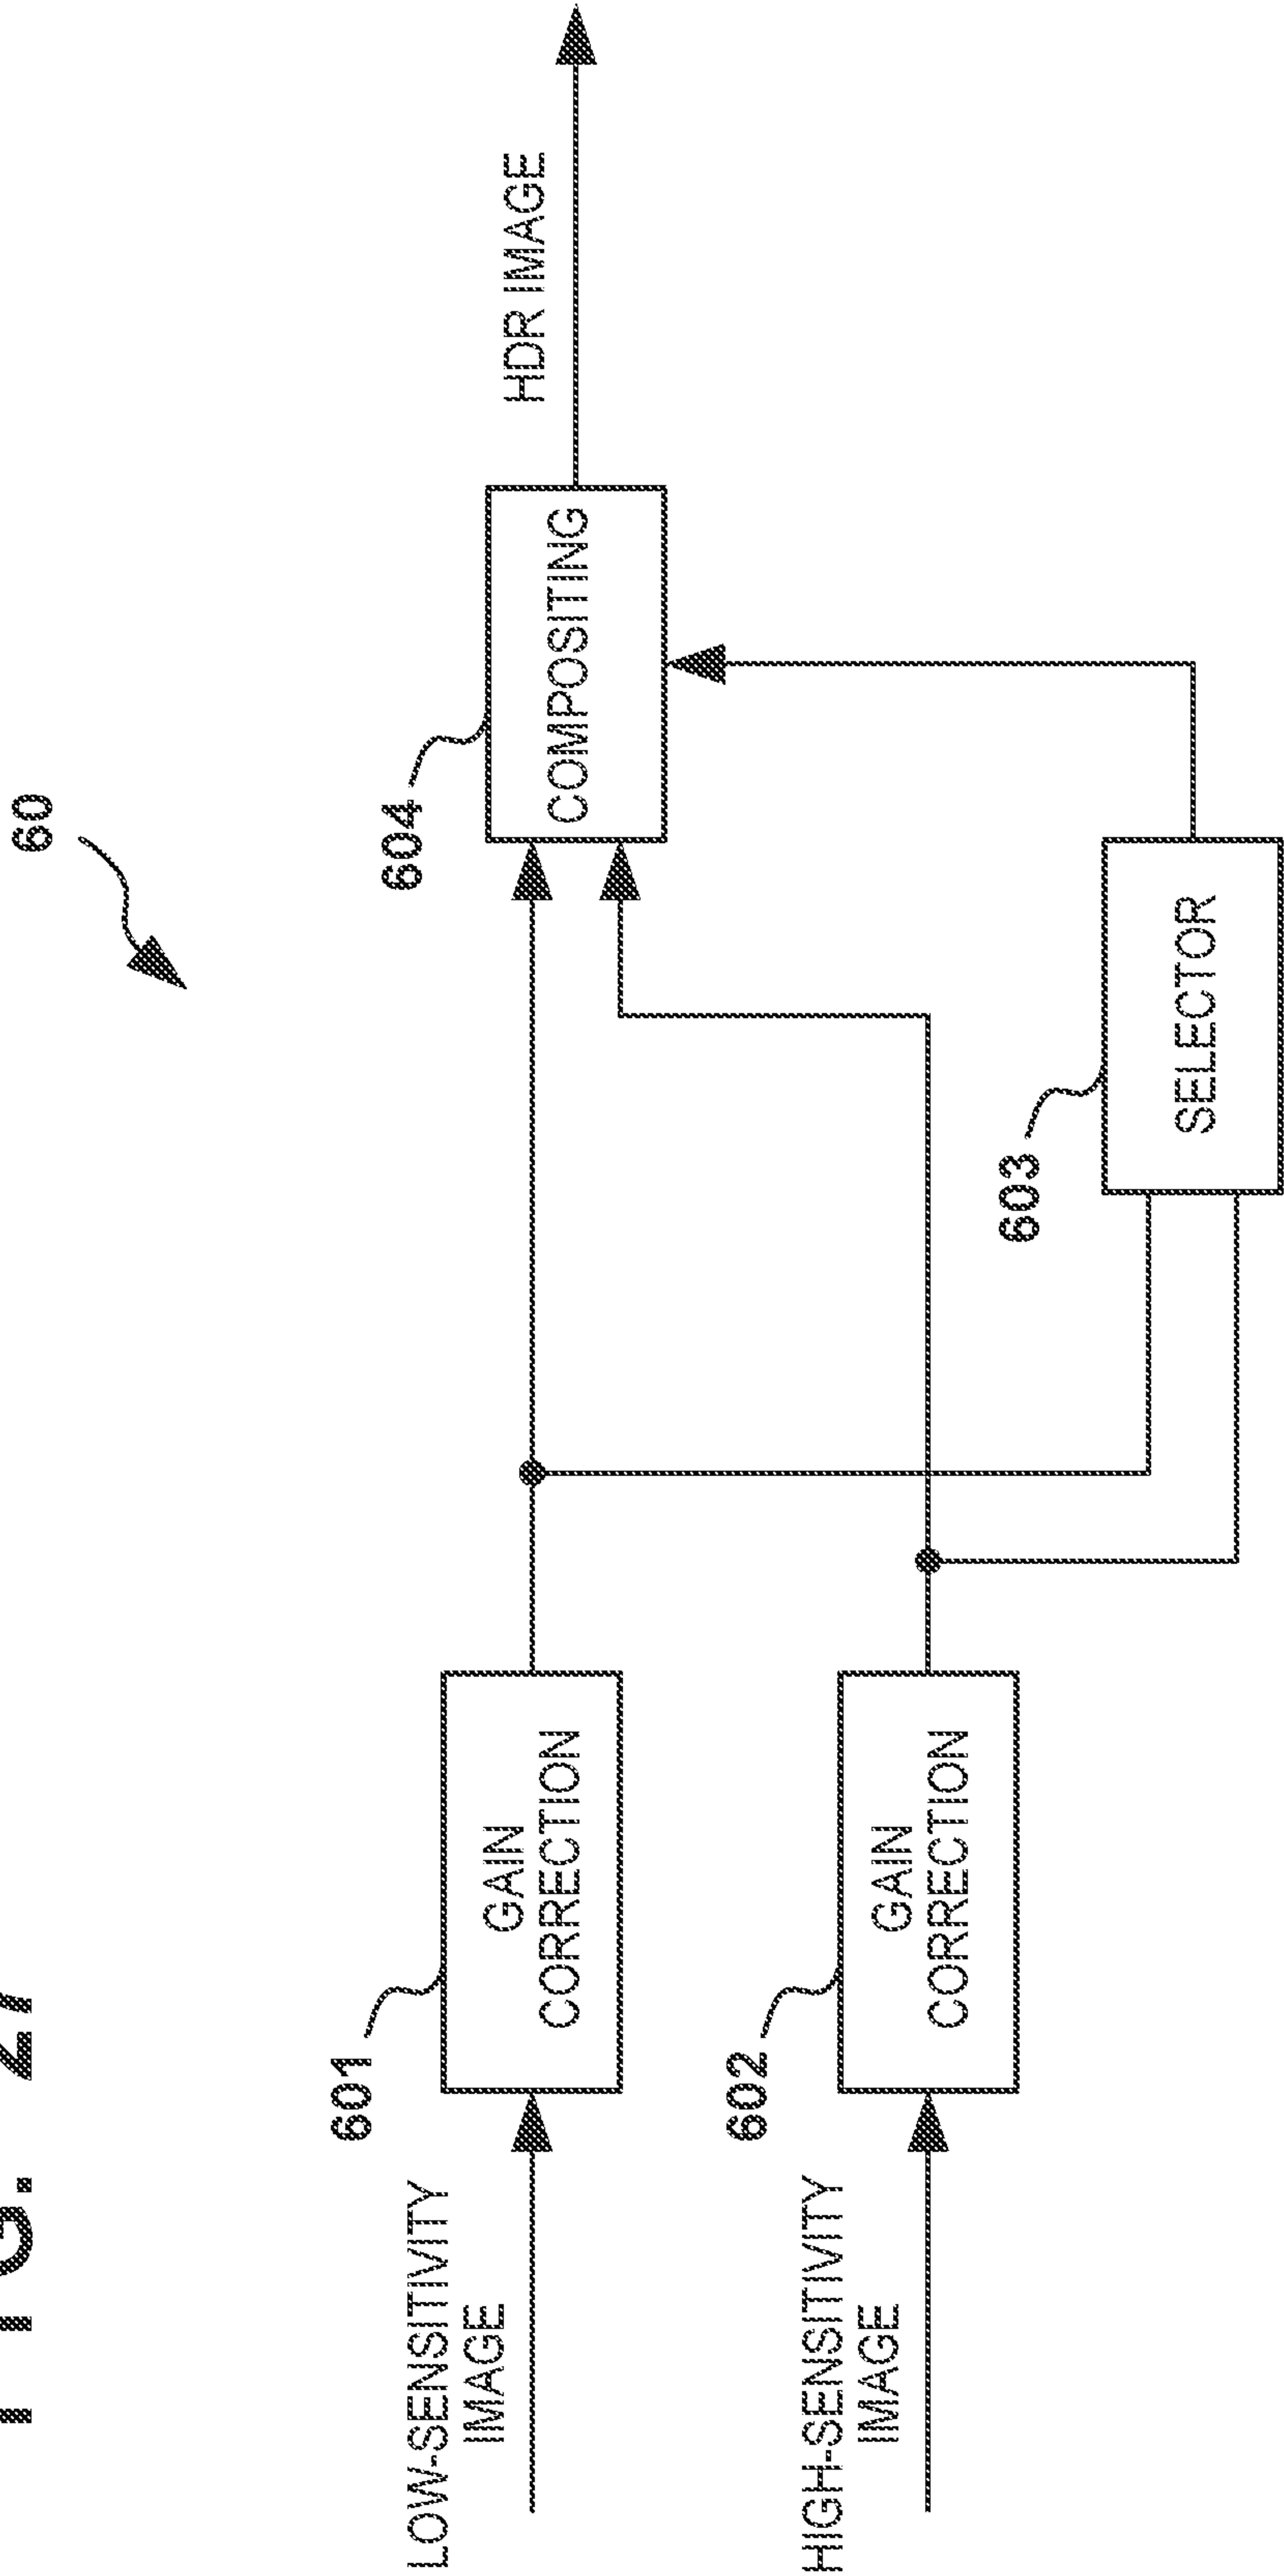 FIG. 27
60
LOW-SENSITIVITY
IMAGE
601
GAIN
CORRECTION
HIGH-SENSITIVITY
IMAGE
602
GAIN
CORRECTION
603
SELECTOR
604
COMPOSITING
HDR IMAGE